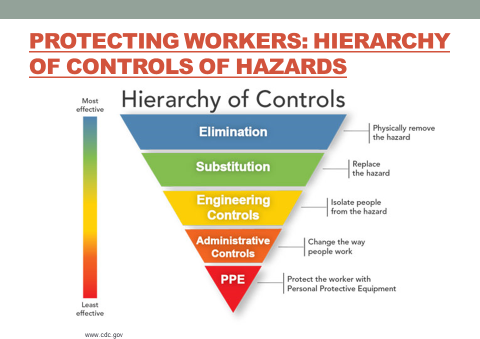 PROTECTING WORKERS: HIERARCHY
OF CONTROLS OF HAZARDS
Most
effective
Hierarchy of Controls
Elimination
Physically remove
the hazard
Substitution
Replace
the hazard
Engineering
Controls
Isolate people
from the hazard
Administrative
Controls
Change the way
people work
PPE
Protect the worker with
Personal Protective Equipment
Least
effective
www.cdc.gov